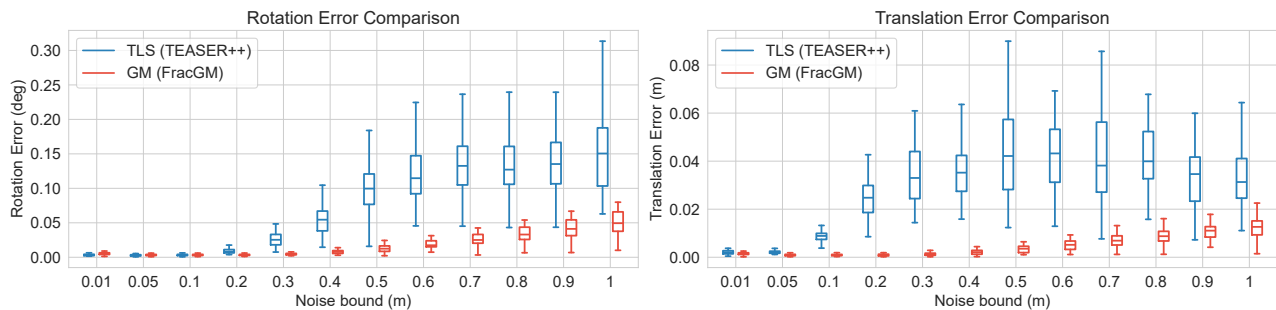 Rotation Error Comparison
0.30
0.25
0.20
0.15
0.10
0.05
0.00
Rotation Error (deg)
TLS (TEASER++)
GM (FracGM)
0.01 0.05 0.1 0.2 0.3 0.4 0.5 0.6 0.7 0.8 0.9 1
Noise bound (m)
Translation Error Comparison
0.08
0.06
0.04
0.02
0.00
Translation Error (m)
TLS (TEASER++)
GM (FracGM)
0.01 0.05 0.1 0.2 0.3 0.4 0.5 0.6 0.7 0.8 0.9 1
Noise bound (m)